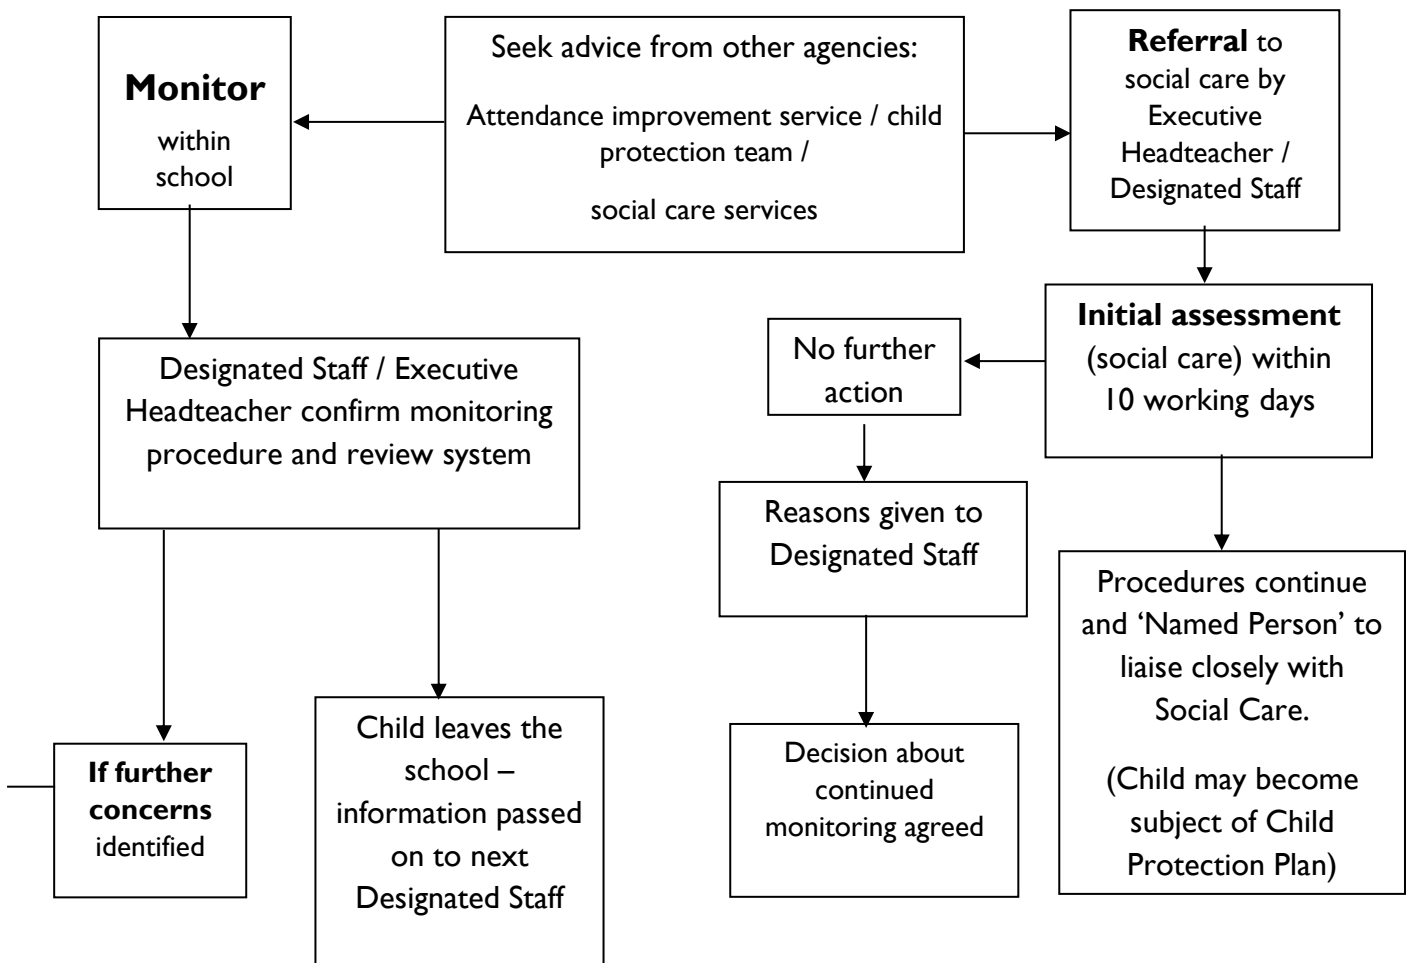 Monitor
within
school
Seek advice from other agencies:
Attendance improvement service / child
protection team /
social care services
Referral to
social care by
Executive
Headteacher /
Designated Staff
Designated Staff / Executive
Headteacher confirm monitoring
procedure and review system
No further
action
Initial assessment
(social care) within
10 working days
Reasons given to
Designated Staff
Procedures continue
and ‘Named Person’ to
liaise closely with
Social Care.
(Child may become
subject of Child
Protection Plan)
If further
concerns
identified
Child leaves the
school –
information passed
on to next
Designated Staff
Decision about
continued
monitoring agreed